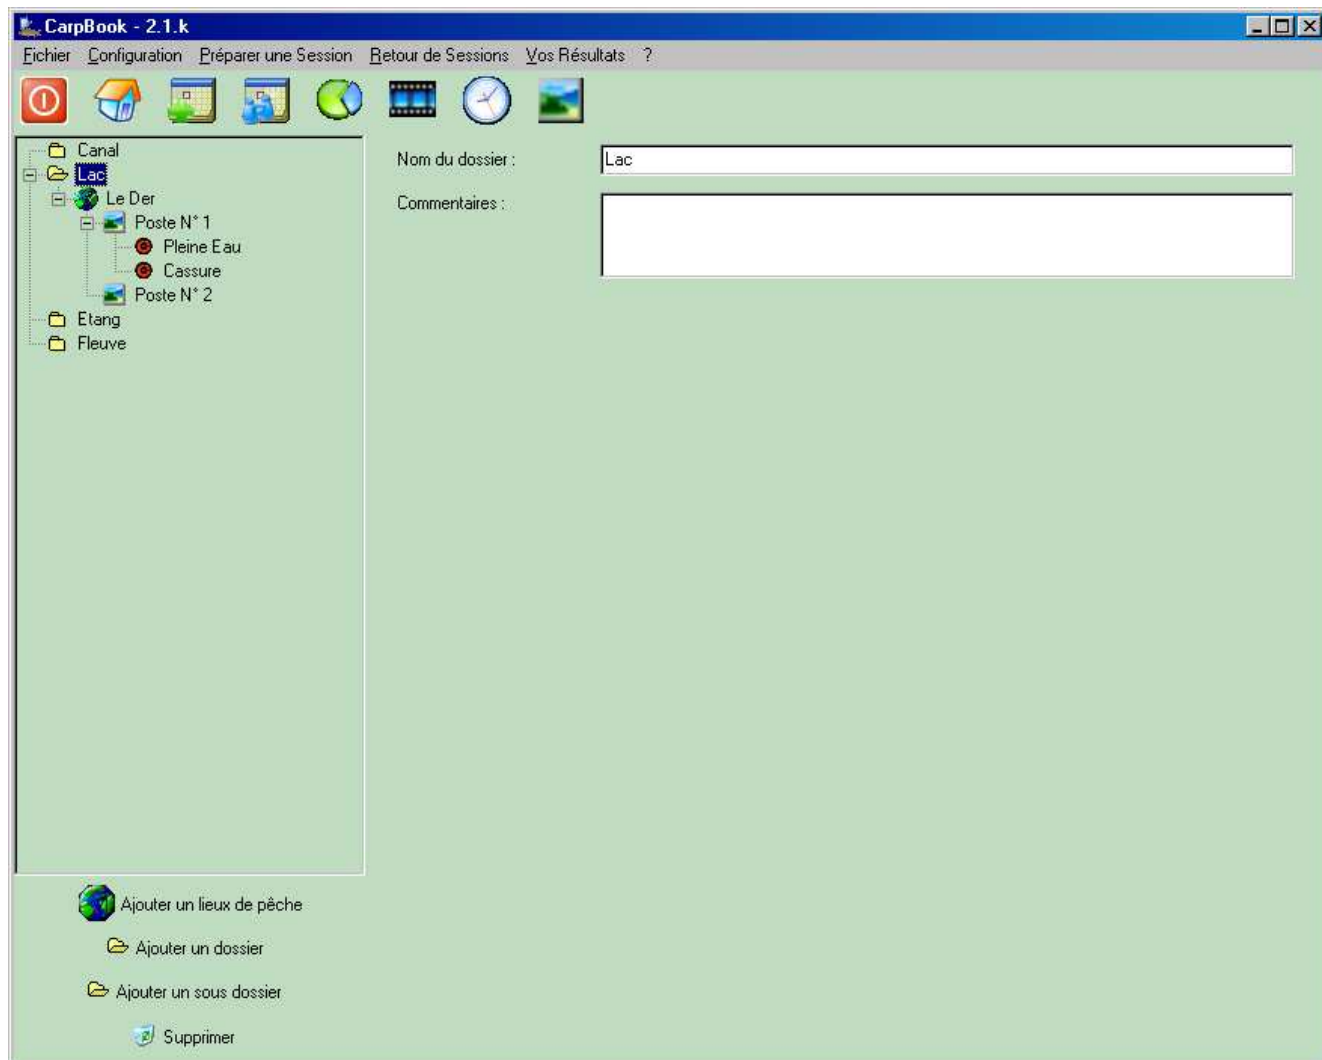 CarpBook - 2.1.k
Fichier Configuration Préparer une Session Retour de Sessions Vos Résultats ?
Canal
Lac
Le Der
Poste N° 1
Pleine Eau
Cassure
Poste N° 2
Etang
Fleuve
Nom du dossier : Lac
Commentaires :
Ajouter un lieux de pêche
Ajouter un dossier
Ajouter un sous dossier
Supprimer